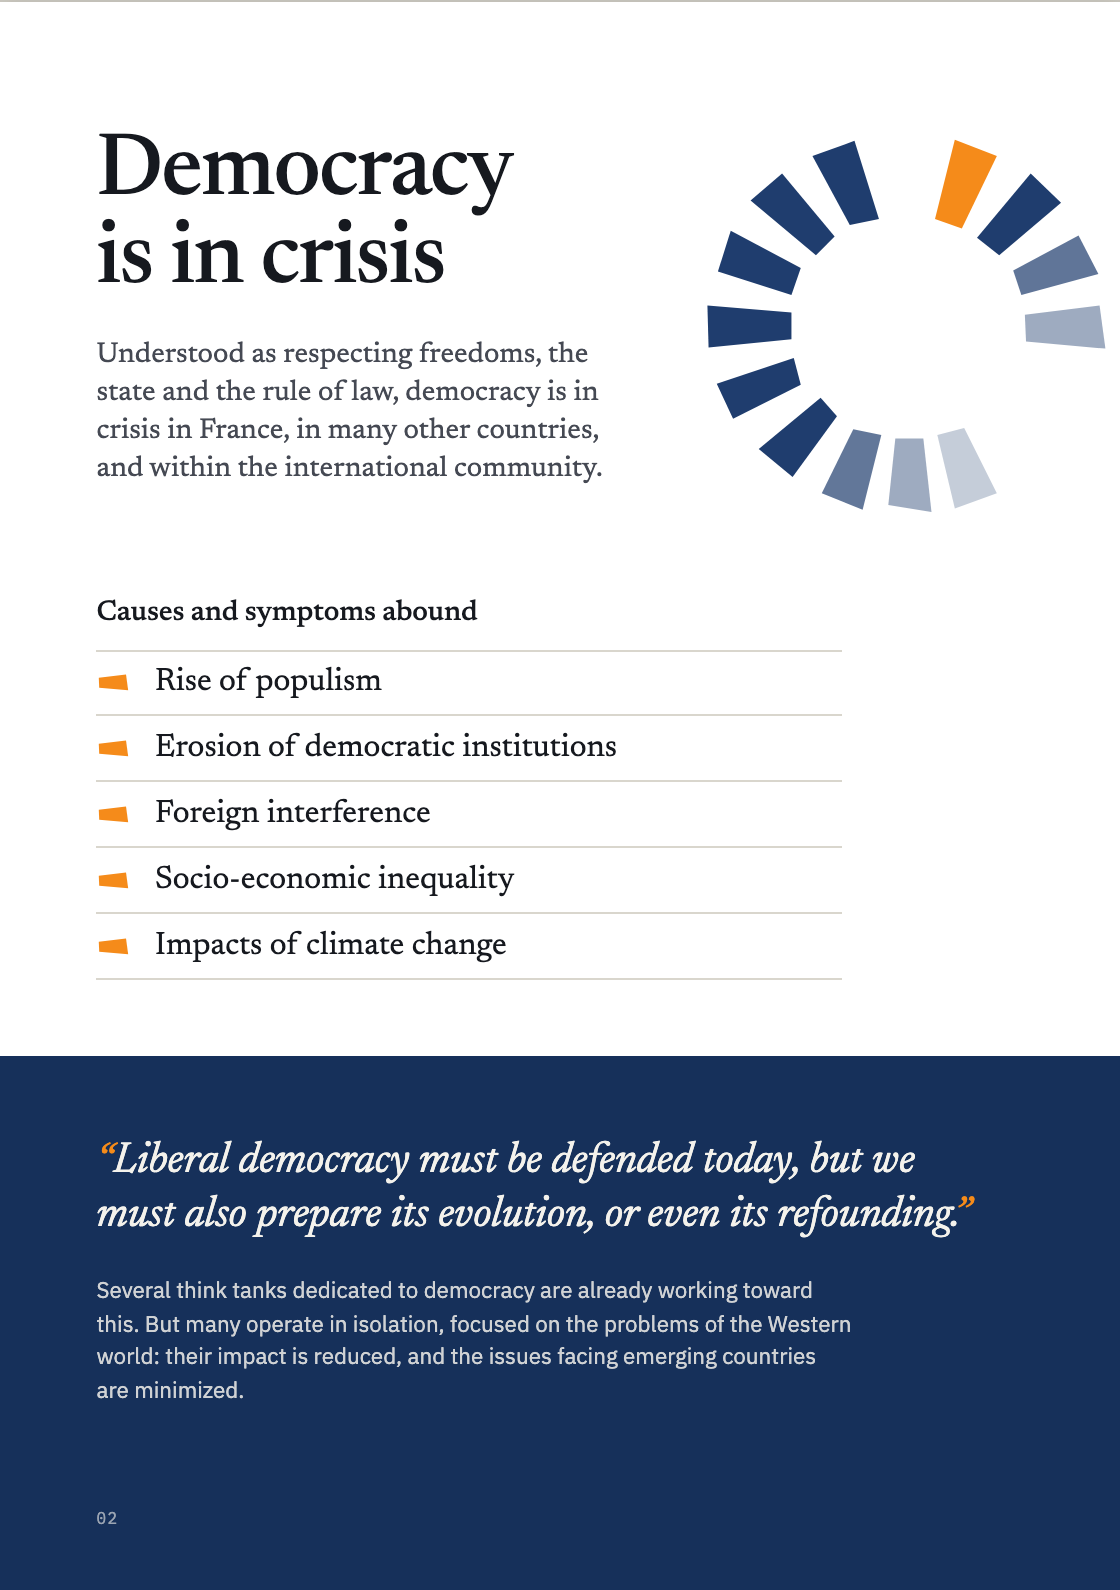 Democracy
is in crisis
Understood as respecting freedoms, the
state and the rule of law, democracy is in
crisis in France, in many other countries,
and within the international community.
Causes and symptoms abound
Rise of populism
Erosion of democratic institutions
Foreign interference
Socio-economic inequality
Impacts of climate change
“Liberal democracy must be defended today, but we
must also prepare its evolution, or even its refounding.”
Several think tanks dedicated to democracy are already working toward
this. But many operate in isolation, focused on the problems of the Western
world: their impact is reduced, and the issues facing emerging countries
are minimized.
02